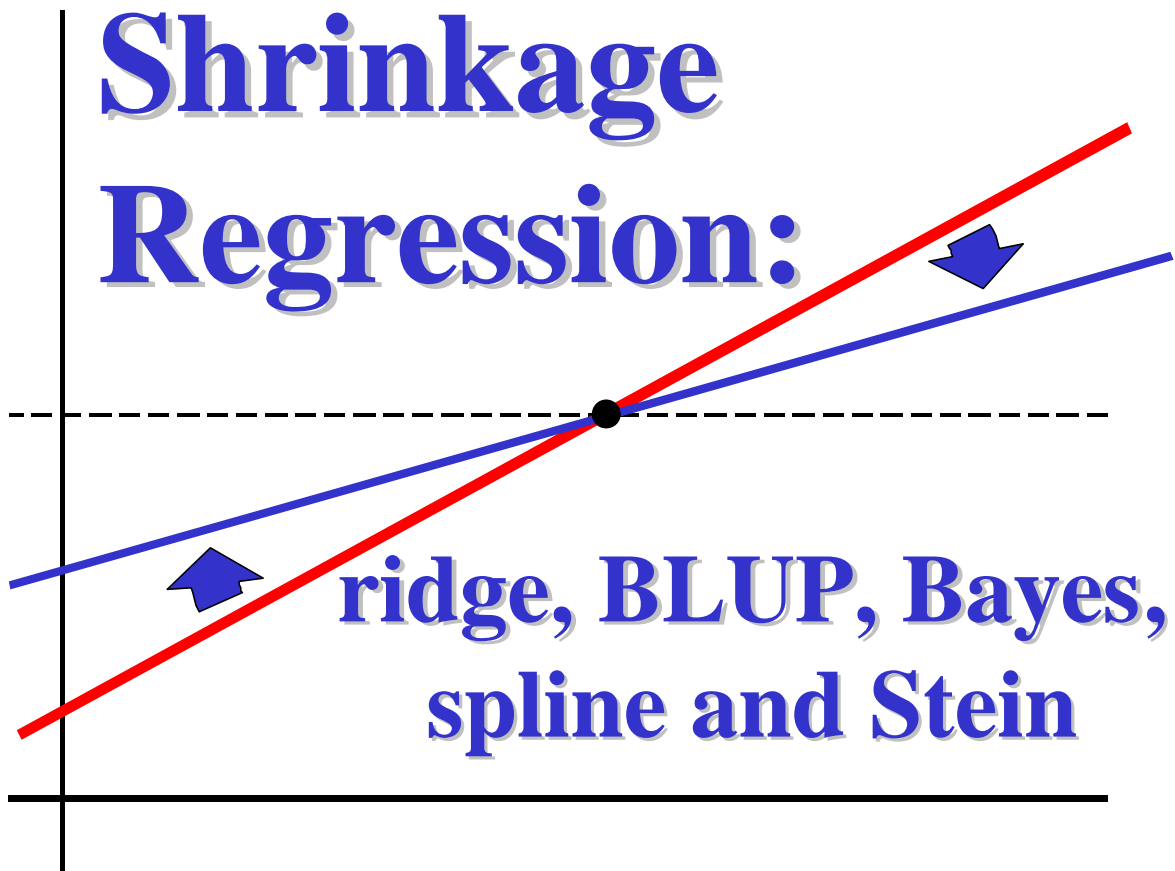 Shrinkage
Regression:
ridge, BLUP, Bayes,
spline and Stein